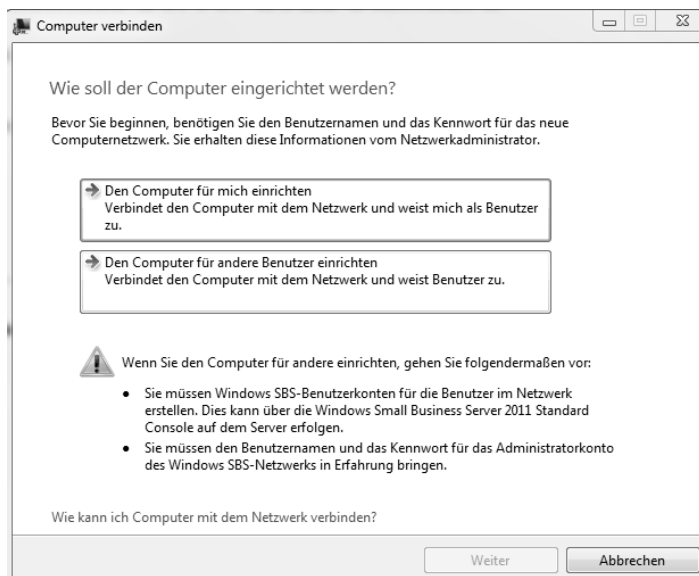 Computer verbinden
Wie soll der Computer eingerichtet werden?
Bevor Sie beginnen, benötigen Sie den Benutzernamen und das Kennwort für das neue
Computernetzwerk. Sie erhalten diese Informationen vom Netzwerkadministrator.
Den Computer für mich einrichten
Verbindet den Computer mit dem Netzwerk und weist mich als Benutzer
zu.
Den Computer für andere Benutzer einrichten
Verbindet den Computer mit dem Netzwerk und weist Benutzer zu.
Wenn Sie den Computer für andere einrichten, gehen Sie folgendermaßen vor:
• Sie müssen Windows SBS-Benutzerkonten für die Benutzer im Netzwerk
erstellen. Dies kann über die Windows Small Business Server 2011 Standard
Console auf dem Server erfolgen.
• Sie müssen den Benutzernamen und das Kennwort für das Administratorkonto
des Windows SBS-Netzwerks in Erfahrung bringen.
Wie kann ich Computer mit dem Netzwerk verbinden?
Weiter
Abbrechen